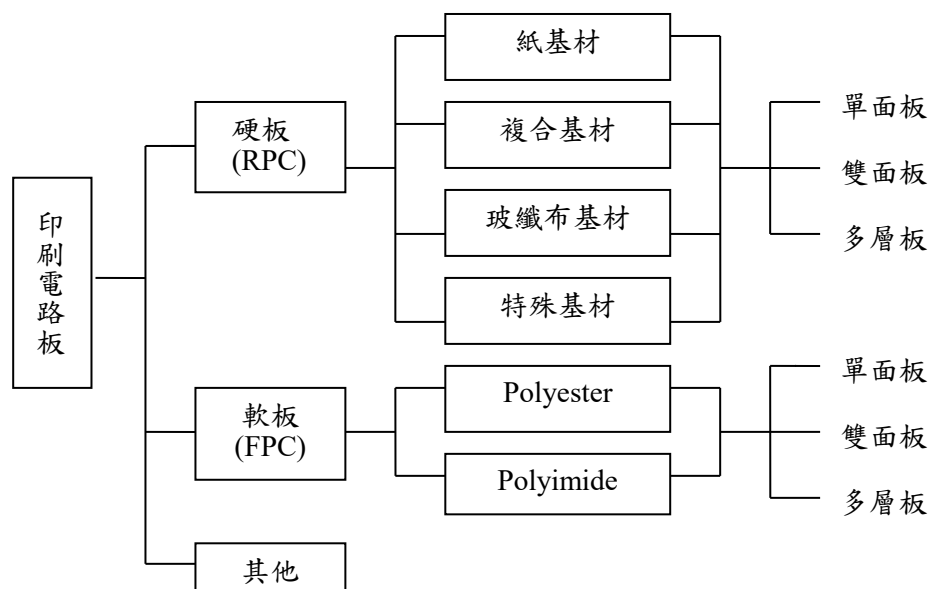 印刷電路板
硬板
(RPC)
紙基材
複合基材
玻纖布基材
特殊基材
單面板
雙面板
多層板
軟板
(FPC)
Polyester
Polyimide
單面板
雙面板
多層板
其他